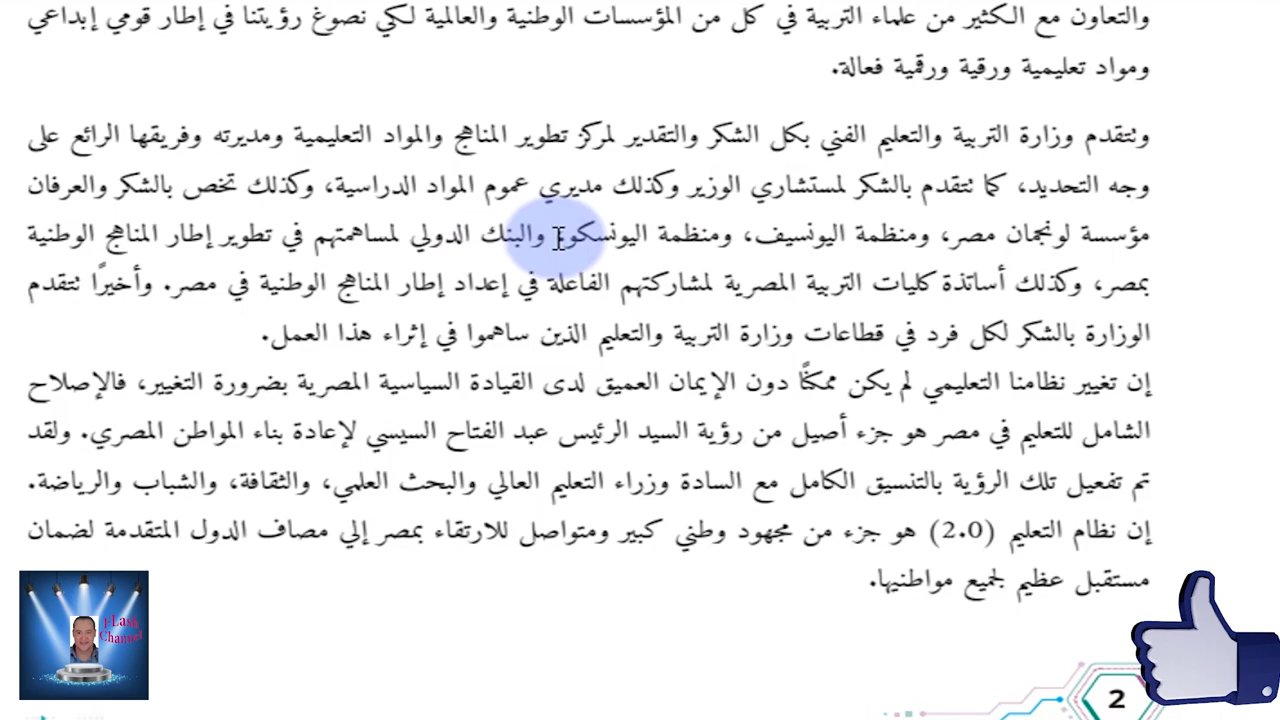 والتعاون مع الكثير من علماء التربية في كل من المؤسسات الوطنية والعالمية لكي نصوغ رؤيتنا في إطار قومي إبداعي
ومواد تعليمية ورقية ورقمية فعالة.
وتتقدم وزارة التربية والتعليم الفني بكل الشكر والتقدير لمركز تطوير المناهج والمواد التعليمية ومديرته وفريقها الرائع على
وجه التحديد، كما تتقدم بالشكر لمستشاري الوزير وكذلك مديري عموم المواد الدراسية، وكذلك تخص بالشكر والعرفان
مؤسسة لونجمان مصر، ومنظمة اليونسيف، ومنظمة اليونسكو، والبنك الدولي لمساهمتهم في تطوير إطار المناهج الوطنية
بمصر، وكذلك أساتذة كليات التربية المصرية لمشاركتهم الفاعلة في إعداد إطار المناهج الوطنية في مصر. وأخيرًا تتقدم
الوزارة بالشكر لكل فرد في قطاعات وزارة التربية والتعليم الذين ساهموا في إثراء هذا العمل.
إن تغيير نظامنا التعليمي لم يكن ممكنًا دون الإيمان العميق لدى القيادة السياسية المصرية بضرورة التغيير، فالإصلاح
الشامل للتعليم في مصر هو جزء أصيل من رؤية السيد الرئيس عبد الفتاح السيسي لإعادة بناء المواطن المصري. ولقد
تم تفعيل تلك الرؤية بالتنسيق الكامل مع السادة وزراء التعليم العالي والبحث العلمي، والثقافة، والشباب والرياضة.
إن نظام التعليم (2.0) هو جزء من مجهود وطني كبير ومتواصل للارتقاء بمصر إلي مصاف الدول المتقدمة لضمان
مستقبل عظيم لجميع مواطنيها.
FLash
Channel
2